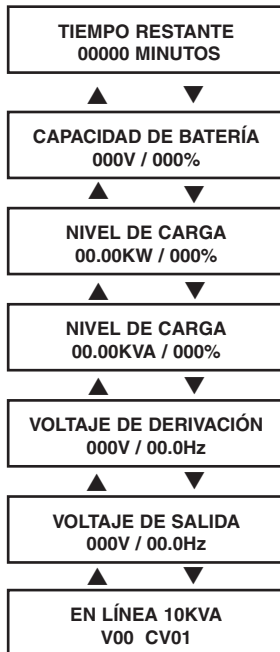 TIEMPO RESTANTE
00000 MINUTOS
CAPACIDAD DE BATERÍA
000V / 000%
NIVEL DE CARGA
00.00KW / 000%
NIVEL DE CARGA
00.00KVA / 000%
VOLTAJE DE DERIVACIÓN
000V / 00.0Hz
VOLTAJE DE SALIDA
000V / 00.0Hz
EN LÍNEA 10KVA
V00 CV01